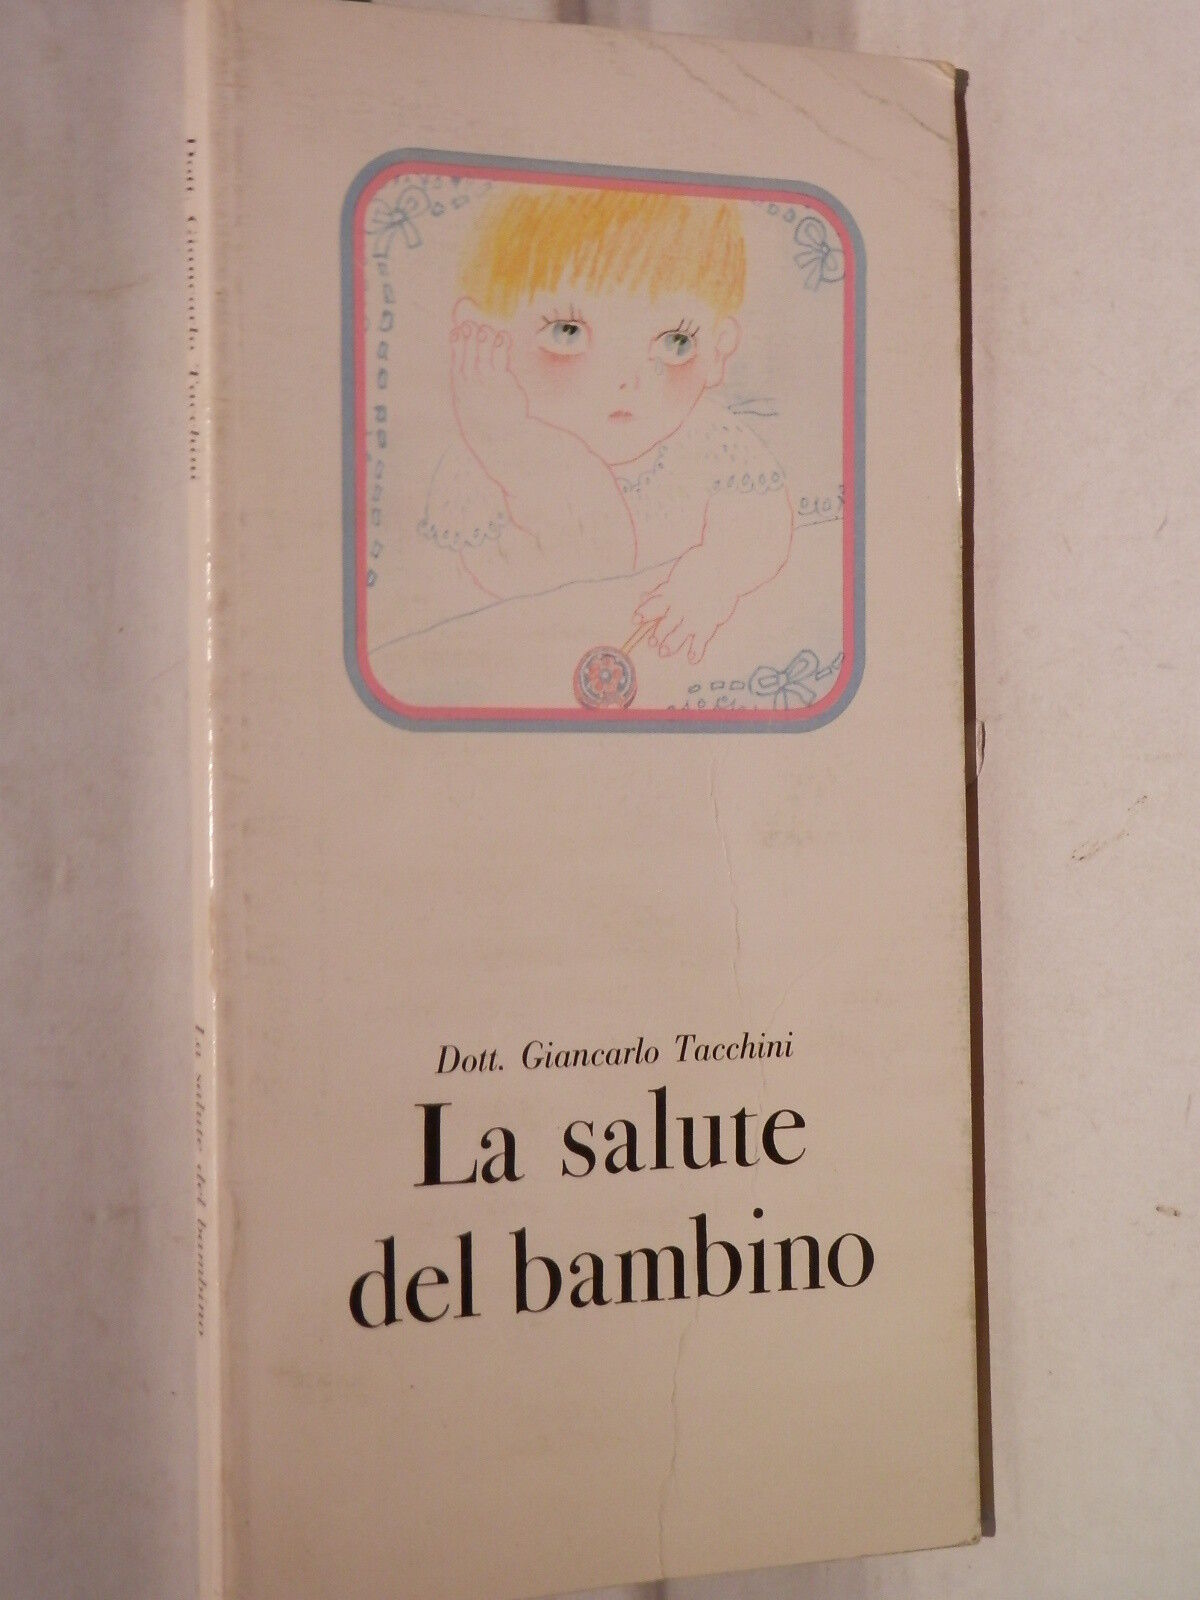 Dott. Giancarlo Tacchini
La salute
del bambino
Dott. Giancarlo Tacchini
La salute del bambino